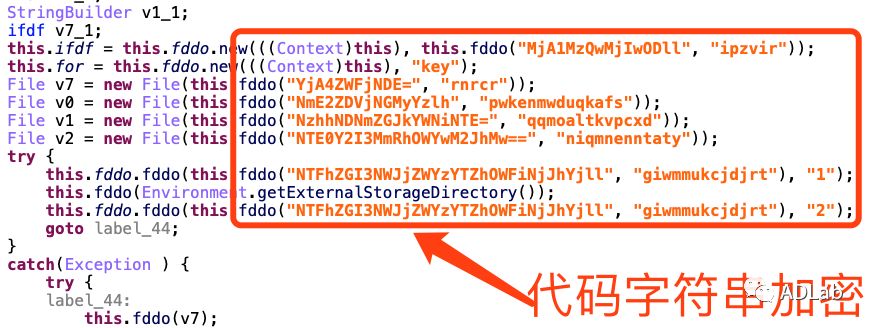 StringBuilder v1_1;
ifdf v7_1;
this.ifdf = this.fddo.new(((Context)this), this.fddo("MjA1MzQwMjIwODll", "ipzvir"));
this.for = this.fddo.new(((Context)this), "key");
File v7 = new File(this.fddo("YjA4ZWFjNDE=", "rnrcr"));
File v0 = new File(this.fddo("NmE2ZDVjNGMyYzlh", "pwkenmwduqkafs"));
File v1 = new File(this.fddo("NzhhNDNmZGJkYWNiNTE=", "qqmoaltkvpcxd"));
File v2 = new File(this.fddo("NTE0Y2I3MmRhOWYwM2JhMw==", "niqmnenntaty"));
try {
this.fddo.fddo(this.fddo("NTFhZGI3NWJjZWYzYTZhOWFiNjJhYjll", "giwmmukcjdjrt"), "1");
this.fddo(Environment.getExternalStorageDirectory());
this.fddo.fddo(this.fddo("NTFhZGI3NWJjZWYzYTZhOWFiNjJhYjll", "giwmmukcjdjrt"), "2");
goto label_44;
}
catch(Exception ) {
try {
label_44:
this.fddo(v7);
代码字符串加密
ADLab